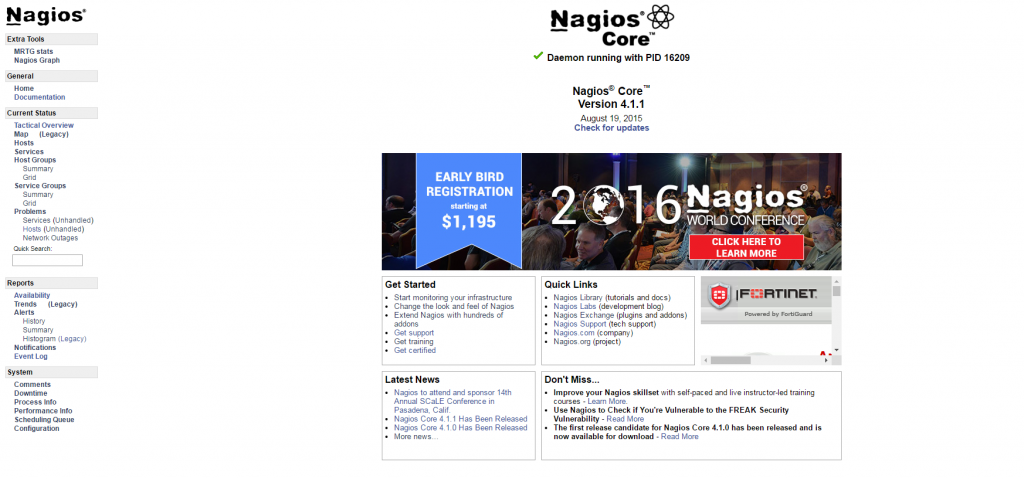 Nagios®
Extra Tools
MRTG stats
Nagios Graph
General
Home
Documentation
Current Status
Tactical Overview
Map (Legacy)
Hosts
Services
Host Groups
Summary
Grid
Service Groups
Summary
Grid
Problems
Services (Unhandled)
Hosts (Unhandled)
Network Outages
Quick Search:
Reports
Availability
Trends (Legacy)
Alerts
History
Summary
Histogram (Legacy)
Notifications
Event Log
System
Comments
Downtime
Process Info
Performance Info
Scheduling Queue
Configuration
Nagios®
Core™
Daemon running with PID 16209
Nagios® Core™
Version 4.1.1
August 19, 2015
Check for updates
EARLY BIRD
REGISTRATION
starting at
$1,195
2016 Nagios®
WORLD CONFERENCE
CLICK HERE TO
LEARN MORE
Get Started
Start monitoring your infrastructure
Change the look and feel of Nagios
Extend Nagios with hundreds of
addons
Get support
Get training
Get certified
Quick Links
Nagios Library (tutorials and docs)
Nagios Labs (development blog)
Nagios Exchange (plugins and addons)
Nagios Support (tech support)
Nagios.com (company)
Nagios.org (project)
FORTINET
Powered by FortiGuard
Latest News
Nagios to attend and sponsor 14th
Annual SCaLE Conference in
Pasadena, Calif.
Nagios Core 4.1.1 Has Been Released
Nagios Core 4.1.0 Has Been Released
More news...
Don't Miss...
Improve your Nagios skillset with self-paced and live instructor-led training
courses - Learn More.
Use Nagios to Check if You're Vulnerable to the FREAK Security
Vulnerability - Read More
The first release candidate for Nagios Core 4.1.0 has been released and is
now available for download - Read More